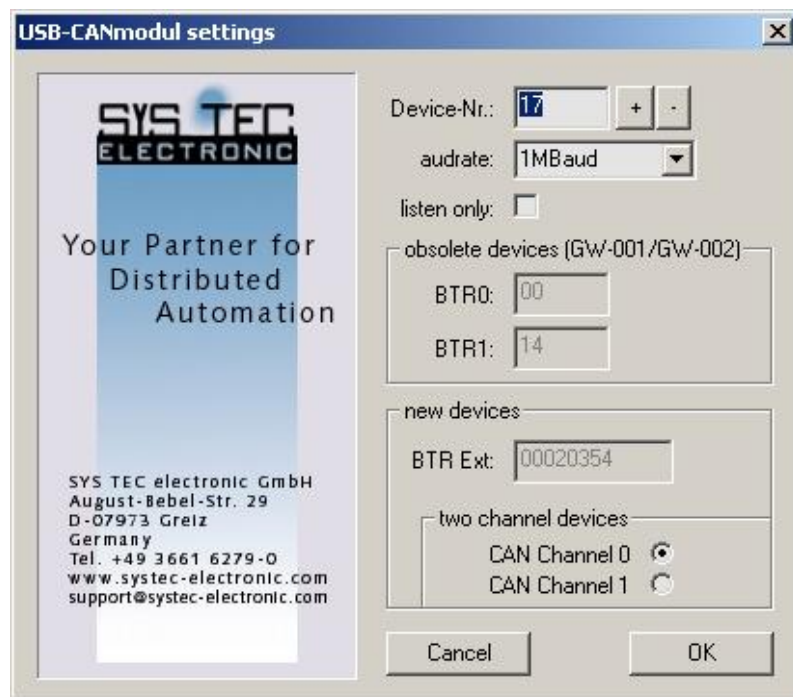 USB-CANmodul settings
SYS TEC
ELECTRONIC
Your Partner for
Distributed
Automation
SYS TEC electronic GmbH
August-Bebel-Str. 29
D-07973 Greiz
Germany
Tel. +49 3661 6279-0
www.systec-electronic.com
support@systec-electronic.com
Device-Nr.: 17 + -
audrate: 1MBaud
listen only:
obsolete devices (GW-001/GW-002)
BTR0: 00
BTR1: 14
new devices
BTR Ext: 00020354
two channel devices
CAN Channel 0
CAN Channel 1
Cancel OK